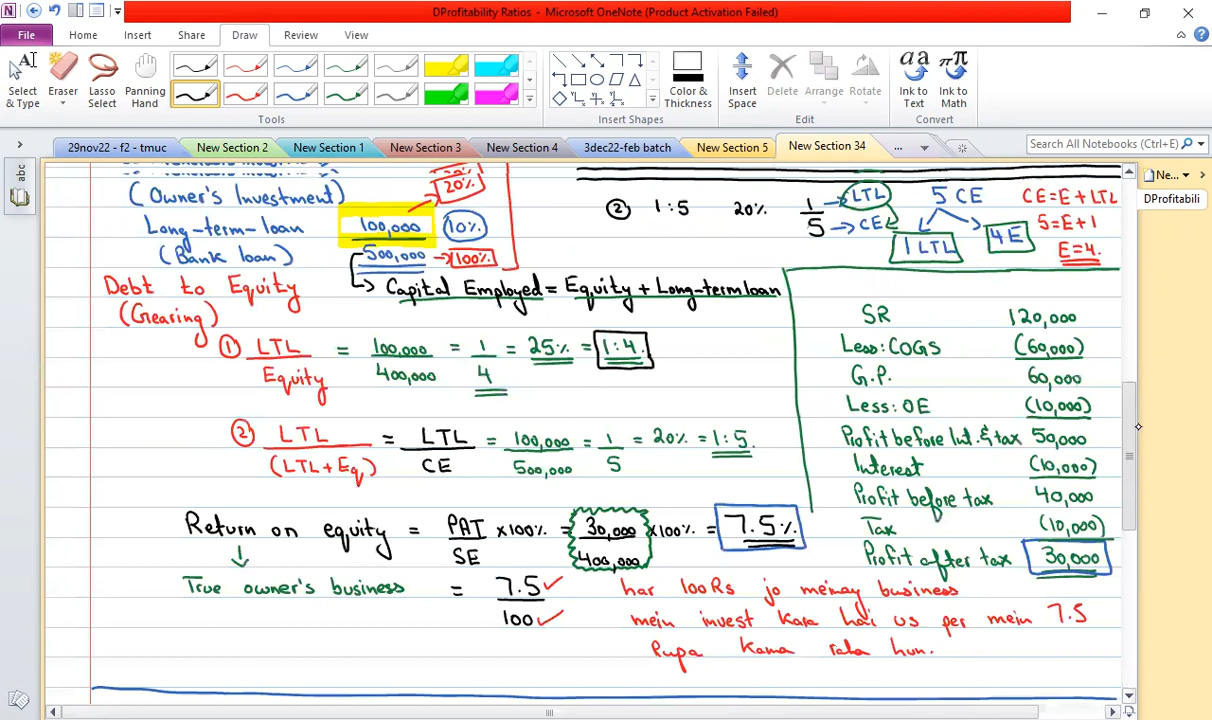 DProfitability Ratios - Microsoft OneNote (Product Activation Failed)
File Home Insert Share Draw Review View
Select & Type
Eraser
Lasso Select
Panning Hand
Tools
Insert Shapes
Color & Thickness
Insert Space
Delete
Arrange
Rotate
Edit
Ink to Text
Ink to Math
Convert
29nov22 - f2 - tmuc
New Section 2
New Section 1
New Section 3
New Section 4
3dec22-feb batch
New Section 5
New Section 34
...
Search All Notebooks (Ctrl+E)
abc
Ne...
DProfitabili
(Owner's Investment)
20%
Long-term-loan 100,000 10%
(Bank loan) 500,000 → 100%
Capital Employed = Equity + Long-term loan
② 1:5 20% 1/5 → LTL → CE
5 CE
1 LTL
4 E
CE = E + LTL
5 = E + 1
E = 4.
Debt to Equity
(Gearing)
① LTL/Equity = 100,000/400,000 = 1/4 = 25% = 1:4
② LTL/(LTL + Eq) = LTL/CE = 100,000/500,000 = 1/5 = 20% = 1:5
Return on equity = PAT/SE ×100% = 30,000/400,000 ×100% = 7.5%
True owner's business = 7.5/100
har 100Rs jo meinay business
mein invest kara hai us per mein 7.5
Rupa kama raha hun.
SR 120,000
Less: COGS (60,000)
G.P. 60,000
Less: OE (10,000)
Profit before Int. & tax 50,000
Interest (10,000)
Profit before tax 40,000
Tax (10,000)
Profit after tax 30,000